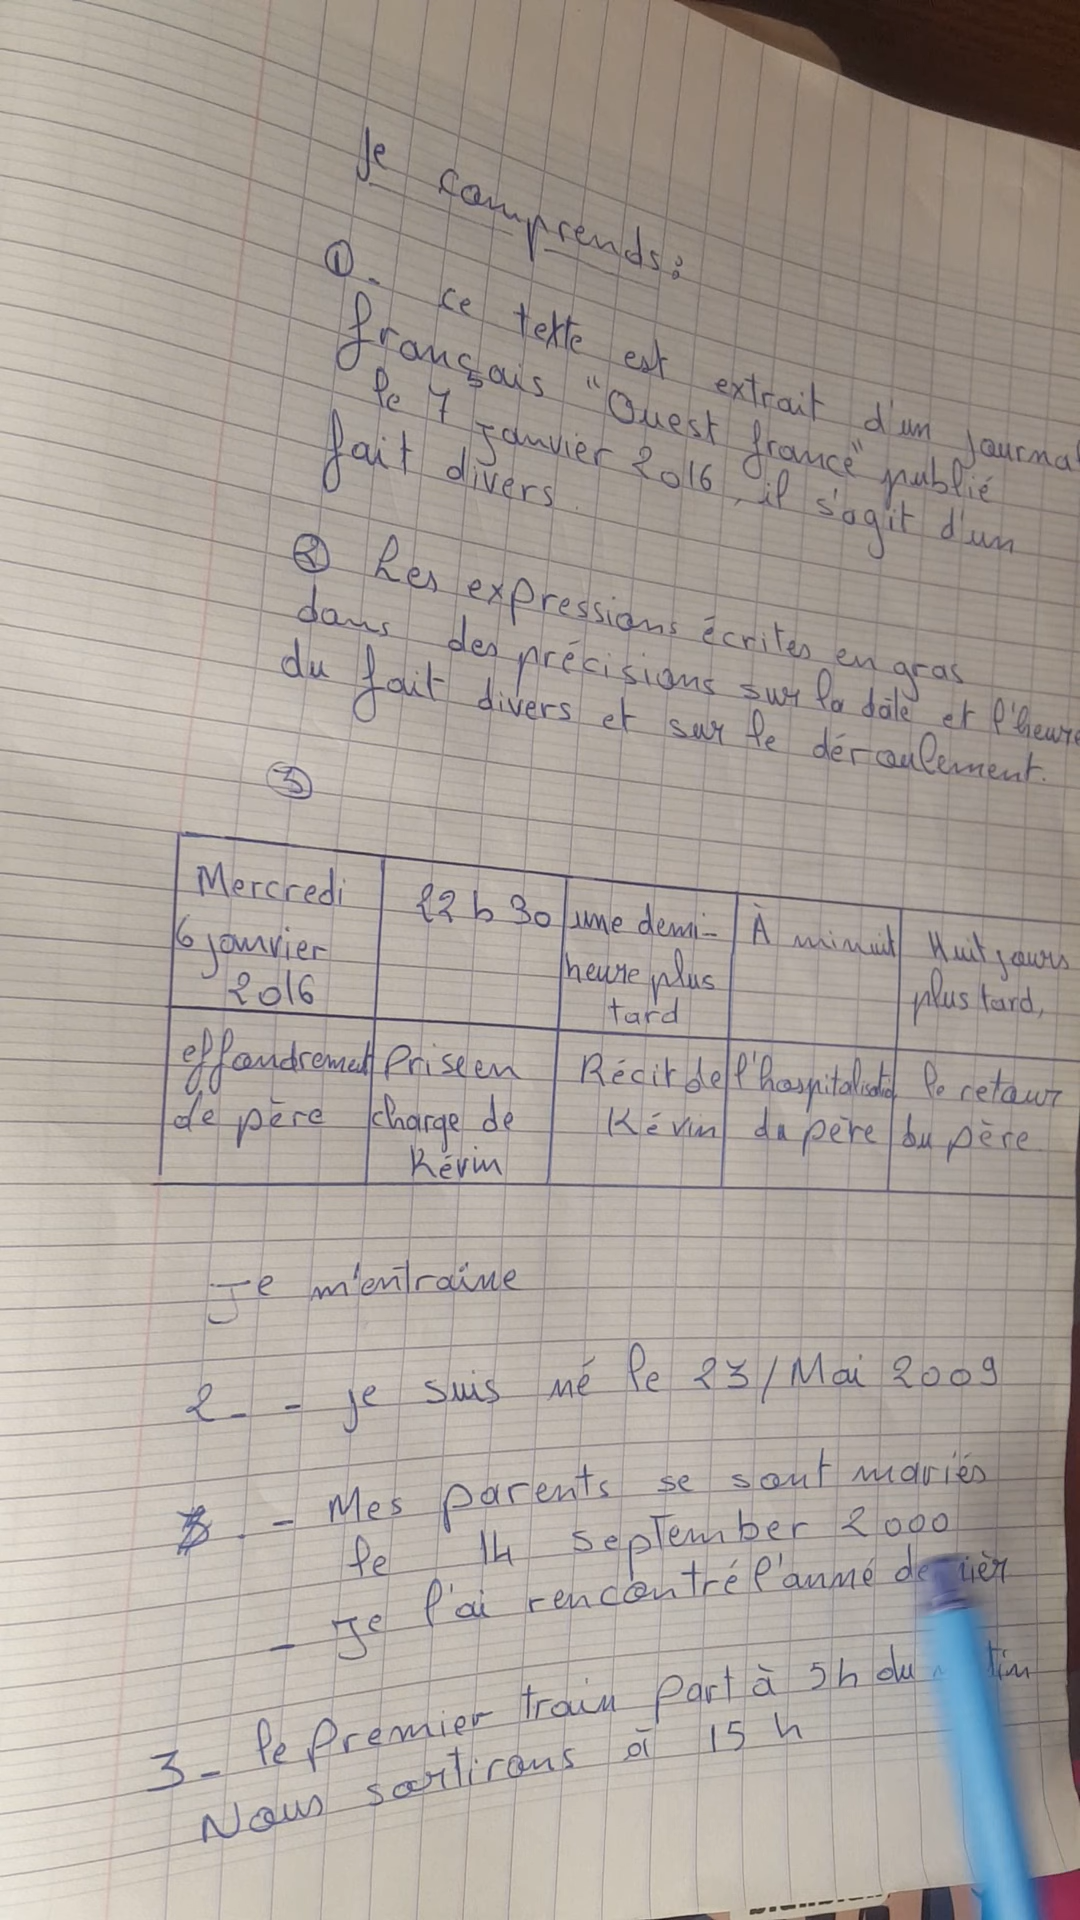 Je comprends:
①- ce texte est extrait d'un journal
français "Ouest france" publié
le 7 janvier 2016, il s'agit d'un
fait divers.
② Les expressions écrites en gras
dans des précisions sur la date et l'heure
du fait divers et sur le déroulement.
③
Mercredi
6 janvier
2016
22 h 30
une demi-
heure plus
tard
À minuit
Huit jours
plus tard,
effondrement
de père
Prise en
charge de
Kévin
Récit de
Kévin
l'hospitalisation
du père
le retour
du père
Je m'entraine
2_ - je suis né le 23/Mai 2009
- Mes parents se sont mariés
le 14 september 2000
- Je l'ai rencontré l'anné
3- le Premier train part à 5h du
Nous sortirons à 15 h